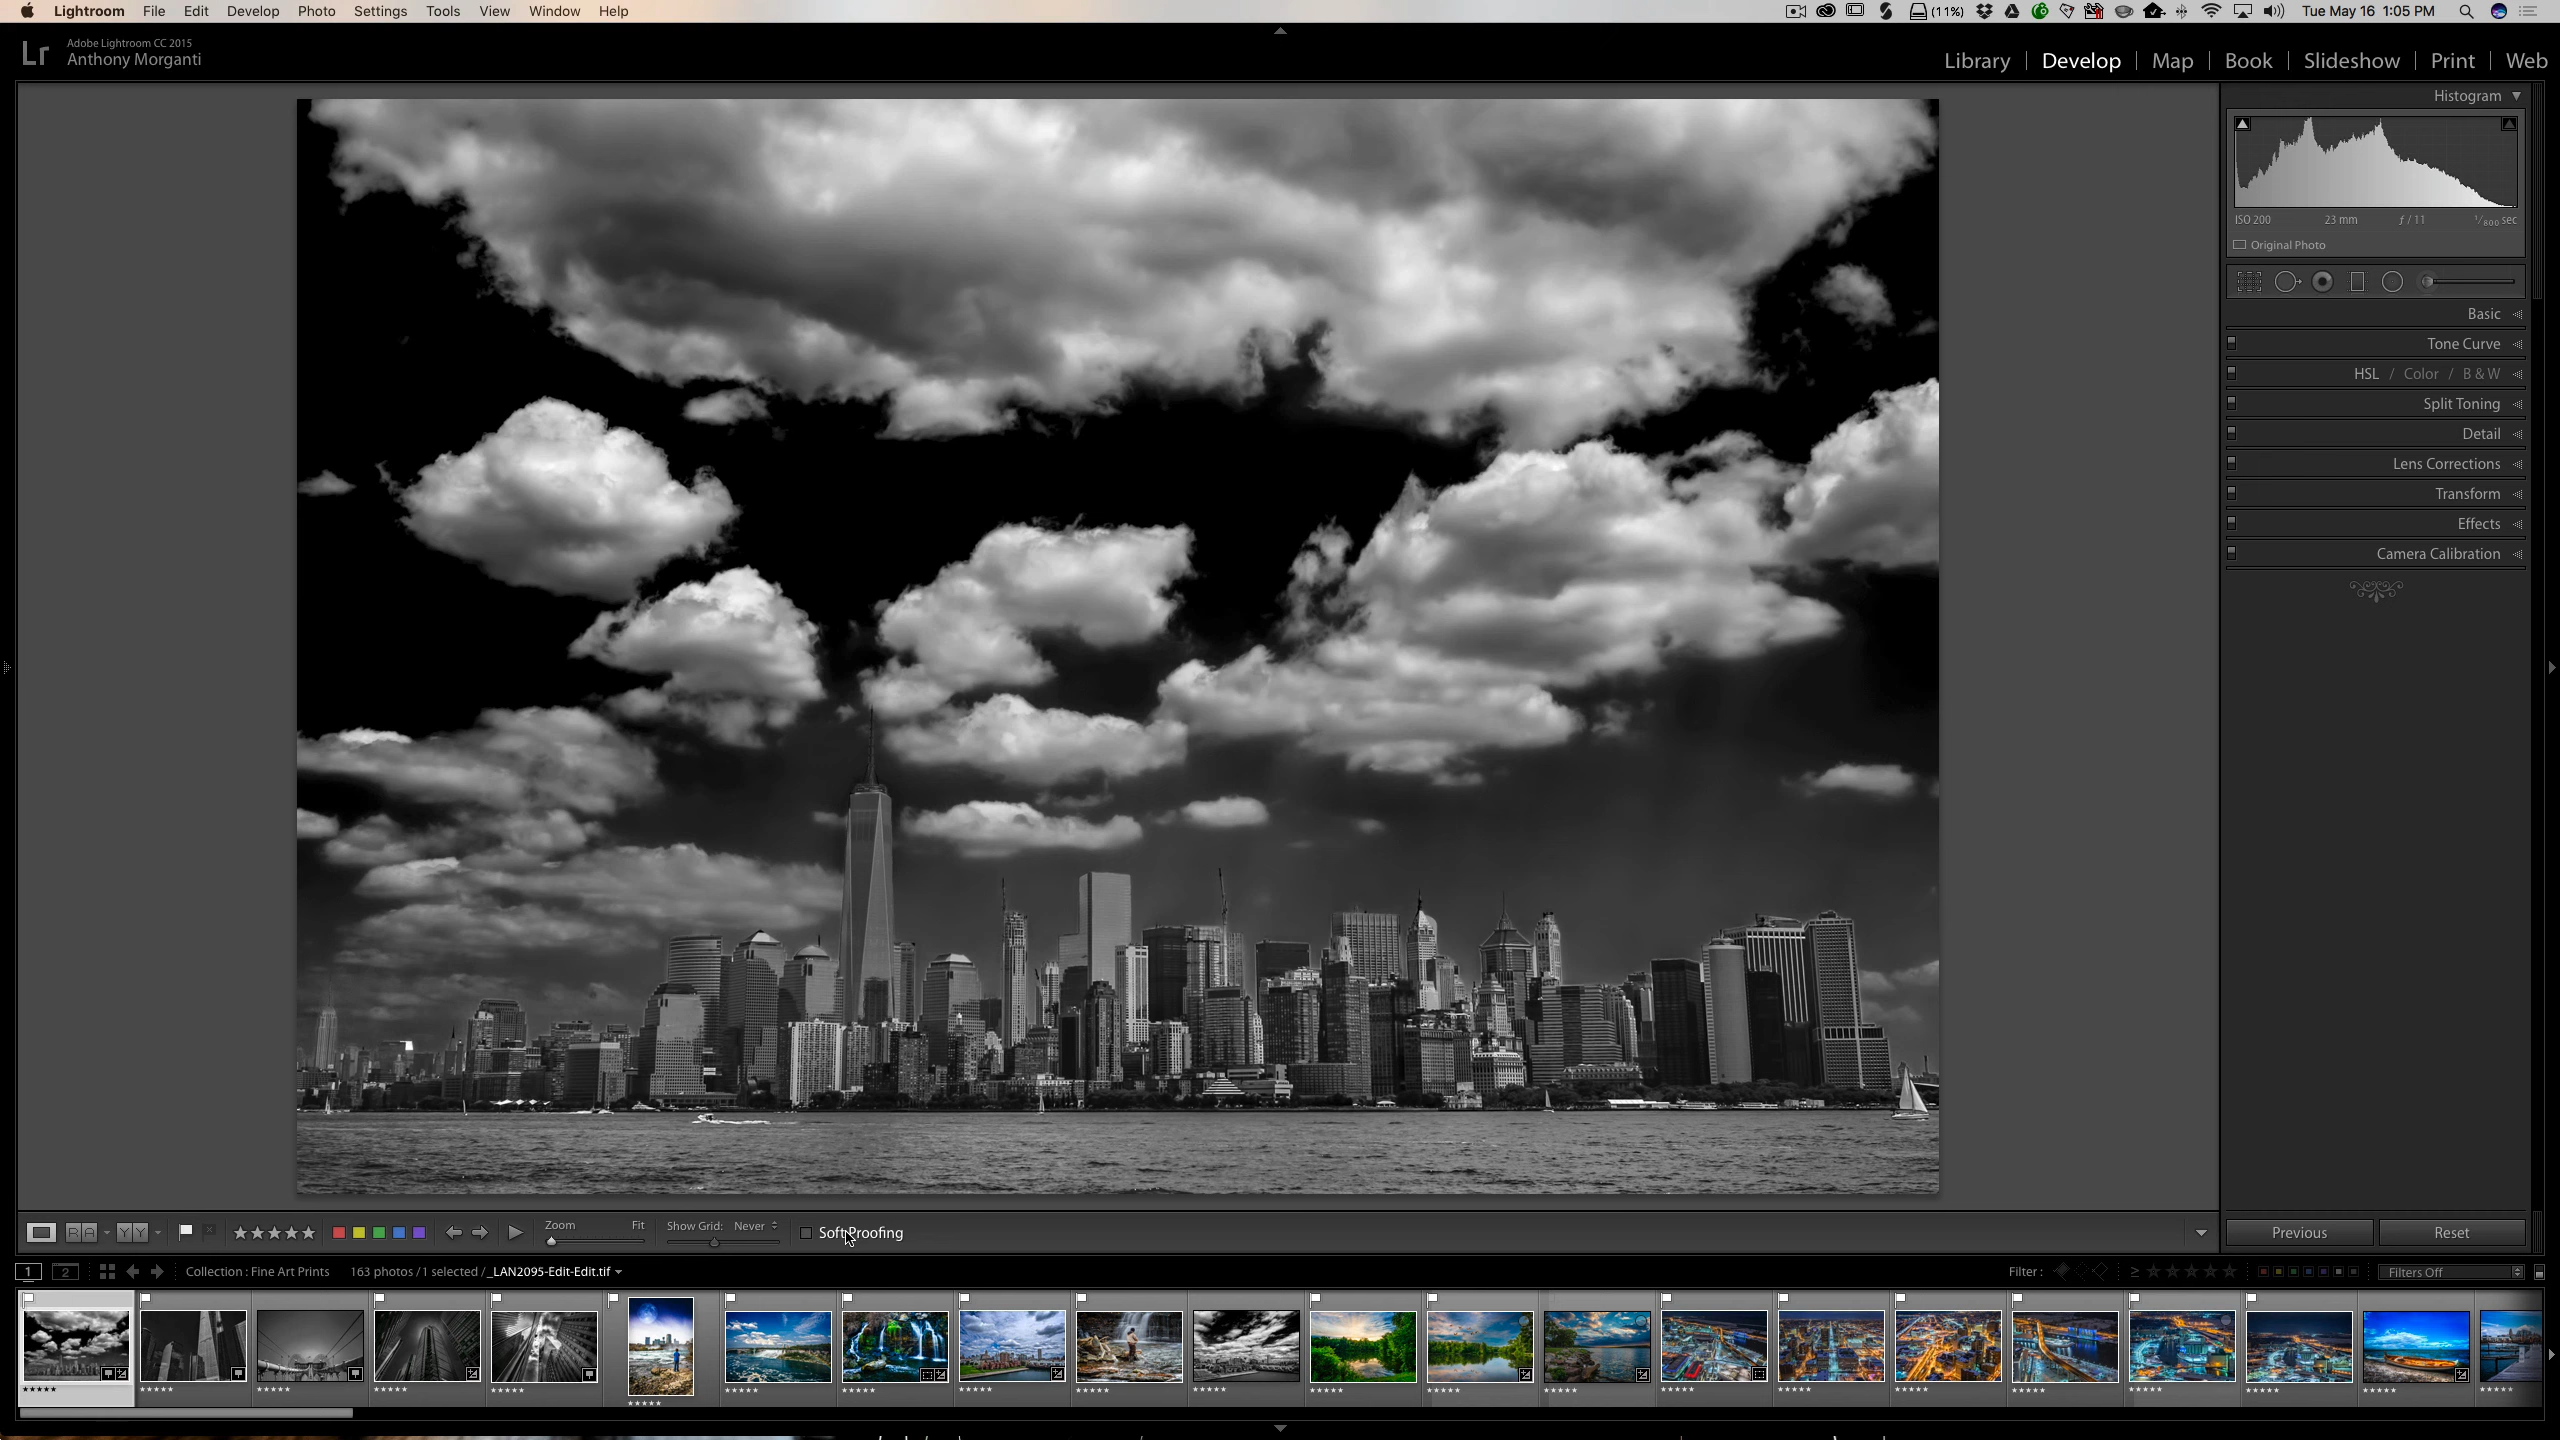 Lightroom File Edit Develop Photo Settings Tools View Window Help
(11%) Tue May 16 1:05 PM
Lr
Adobe Lightroom CC 2015
Anthony Morganti
Library | Develop | Map | Book | Slideshow | Print | Web
Histogram
ISO 200 23 mm ƒ / 11 1/800 sec
Original Photo
Basic
Tone Curve
HSL / Color / B & W
Split Toning
Detail
Lens Corrections
Transform
Effects
Camera Calibration
R A Y Y Zoom Fit Show Grid: Never Soft Proofing
Previous Reset
1 2 Collection : Fine Art Prints 163 photos / 1 selected / _LAN2095-Edit-Edit.tif
Filter : Filters Off